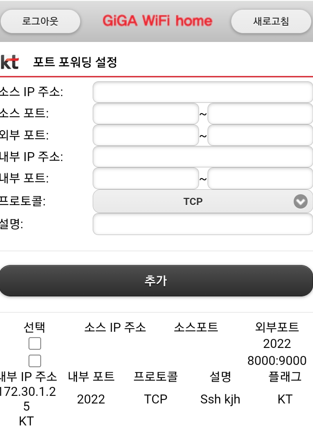 로그아웃 GiGA WiFi home 새로고침
kt 포트 포워딩 설정
소스 IP 주소:
소스 포트: ~
외부 포트: ~
내부 IP 주소:
내부 포트: ~
프로토콜: TCP
설명:
추가
선택 소스 IP 주소 소스포트 외부포트
2022
8000:9000
내부 IP 주소 내부 포트 프로토콜 설명 플래그
172.30.1.2
5 2022 TCP Ssh kjh KT
KT